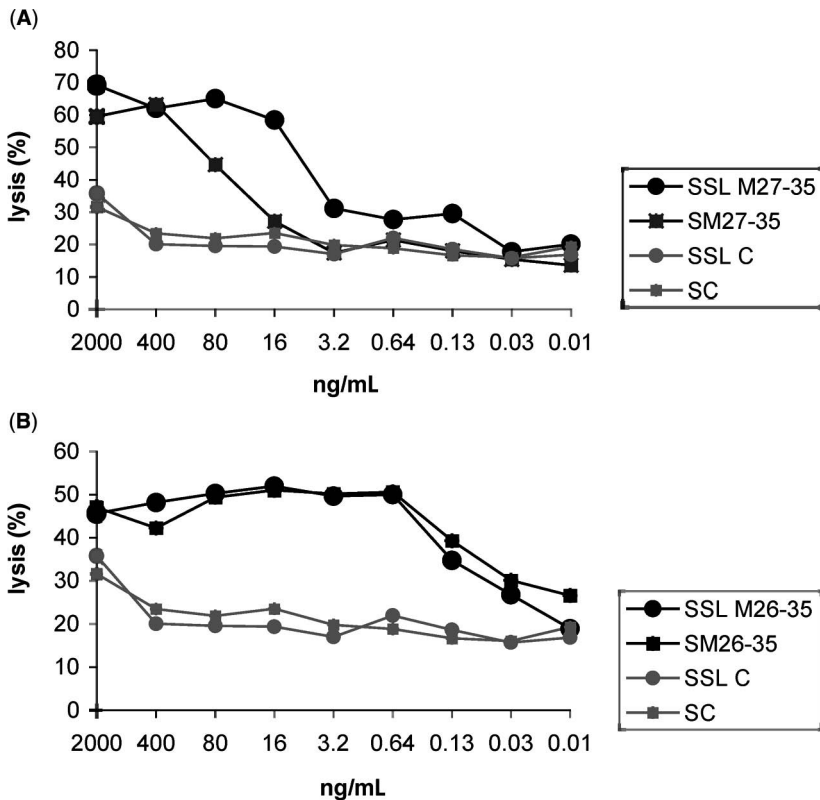 (A)
80
70
60
50
40
30
20
10
0
lysis (%)
2000 400 80 16 3.2 0.64 0.13 0.03 0.01
ng/mL
SSL M27-35
SM27-35
SSL C
SC
(B)
60
50
40
30
20
10
0
lysis (%)
2000 400 80 16 3.2 0.64 0.13 0.03 0.01
ng/mL
SSL M26-35
SM26-35
SSL C
SC